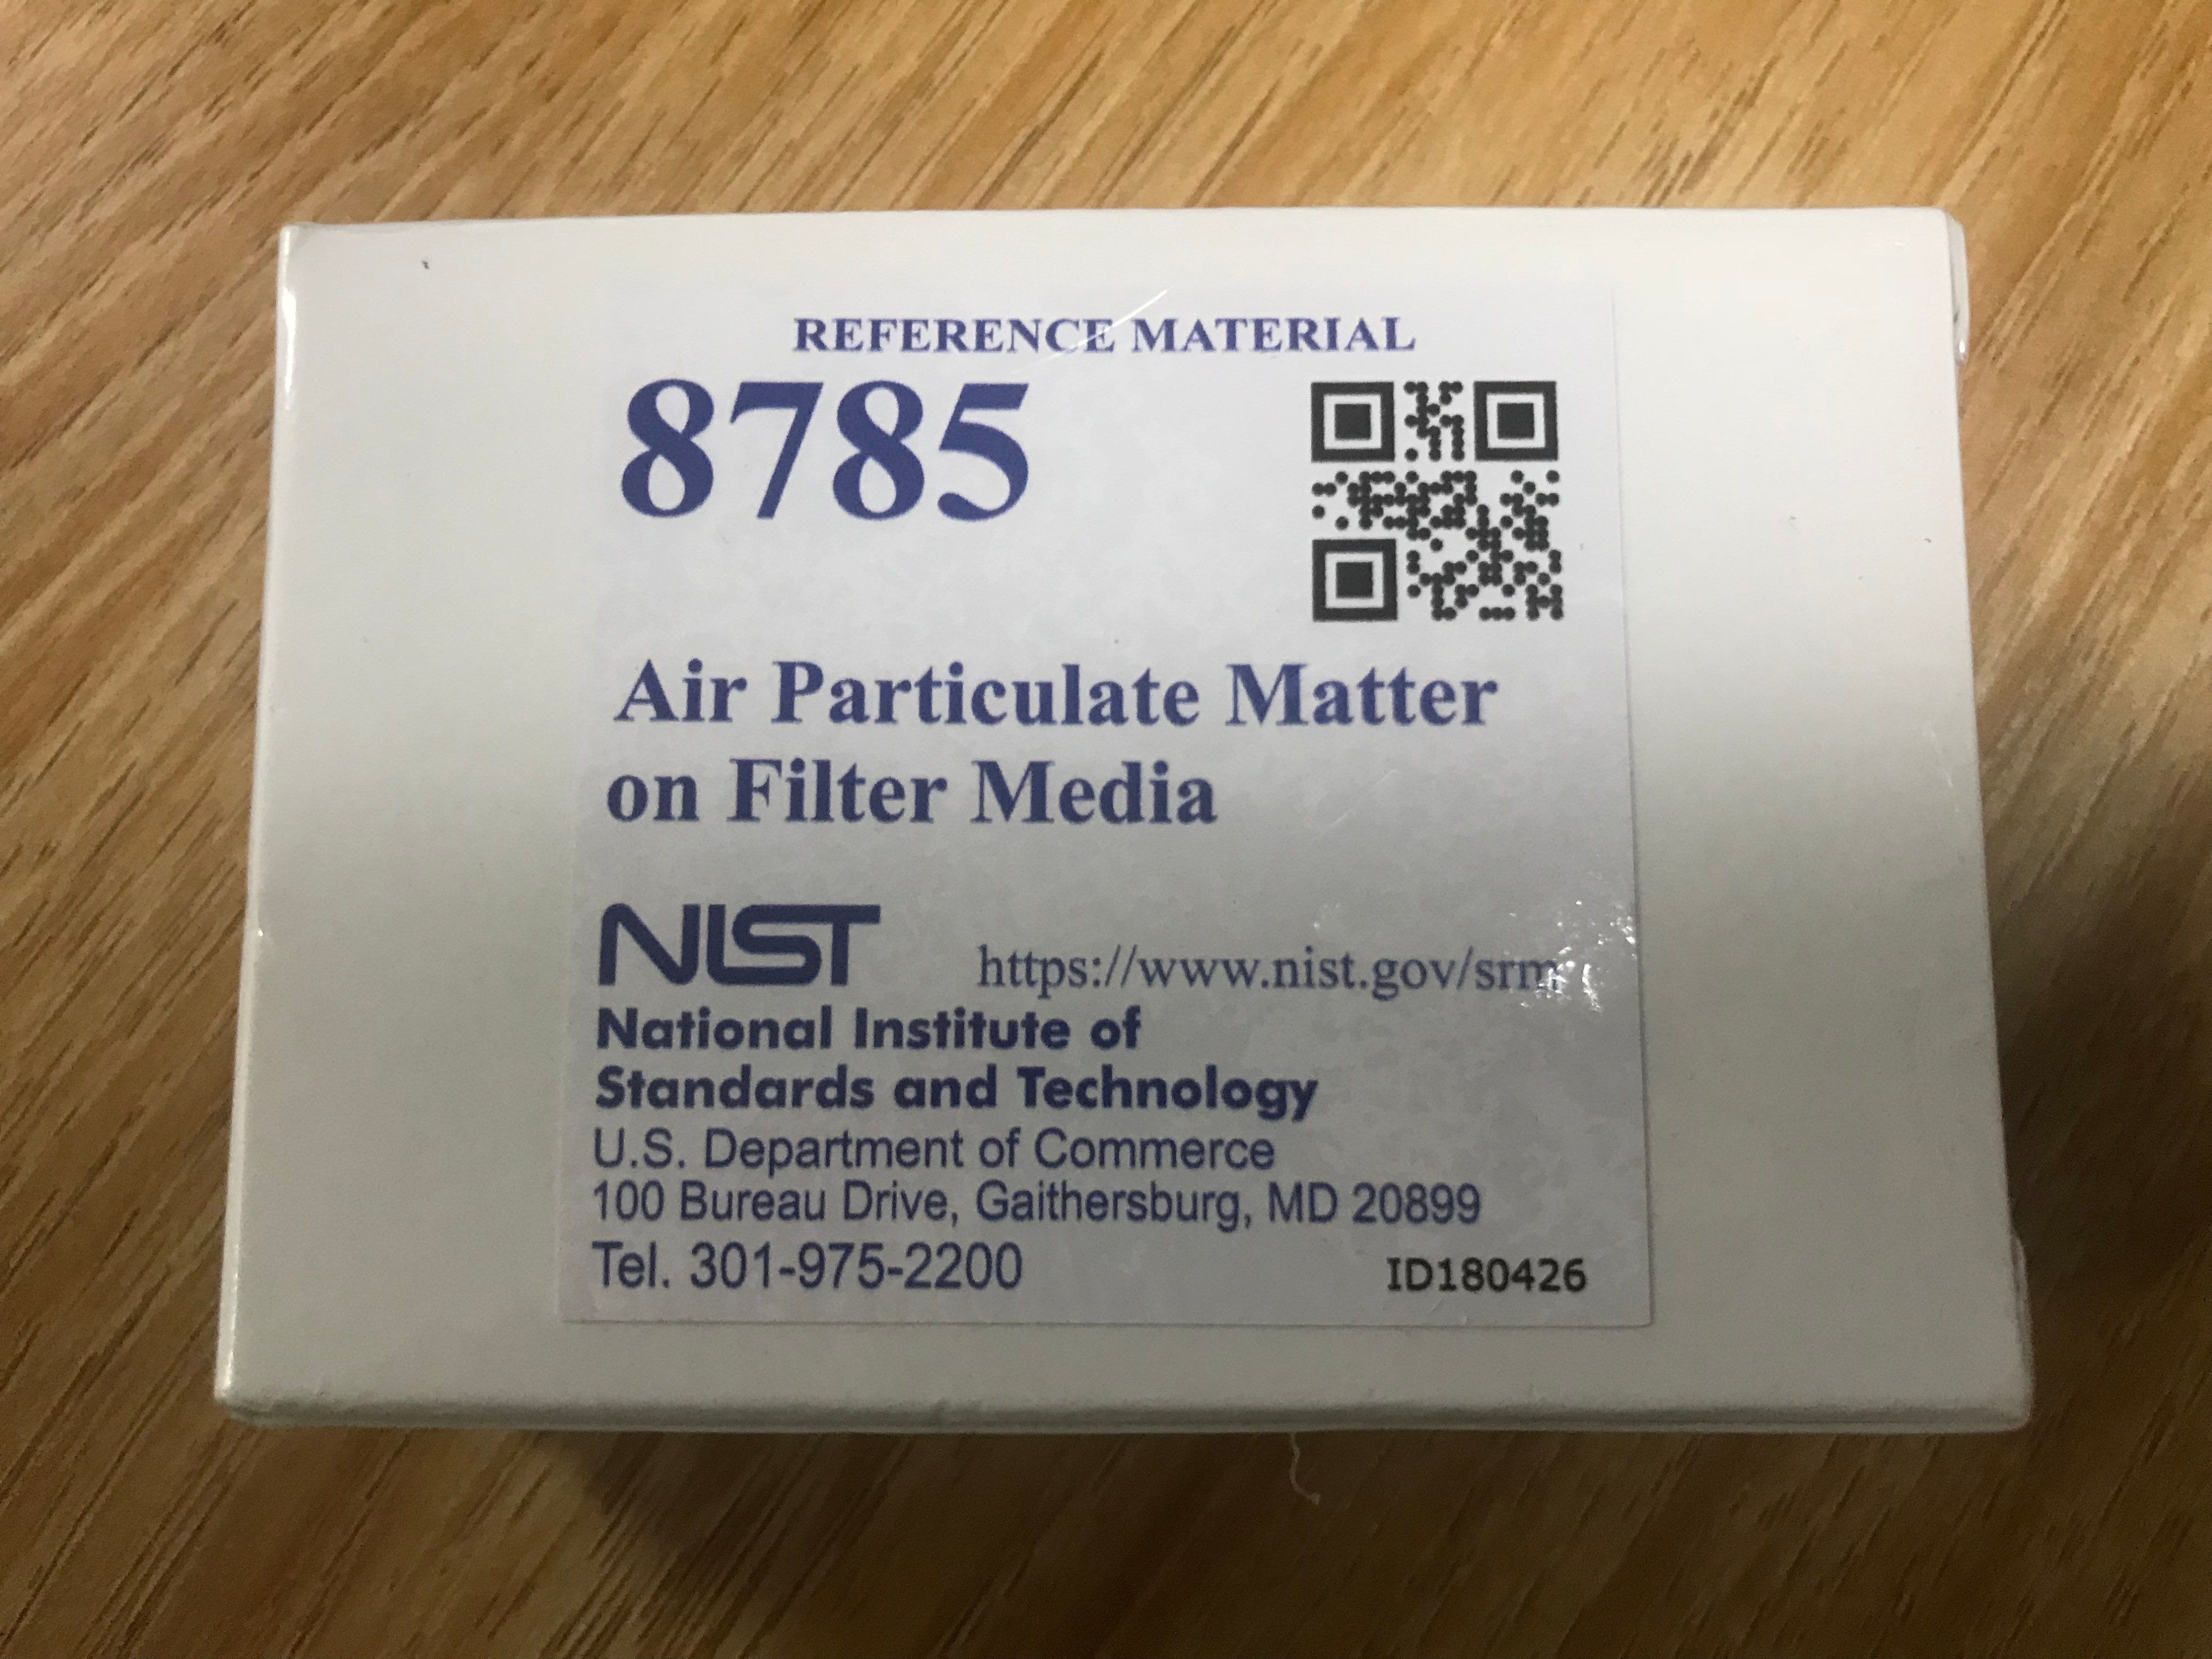 REFERENCE MATERIAL
8785
Air Particulate Matter
on Filter Media
NIST
https://www.nist.gov/srm
National Institute of
Standards and Technology
U.S. Department of Commerce
100 Bureau Drive, Gaithersburg, MD 20899
Tel. 301-975-2200
ID180426